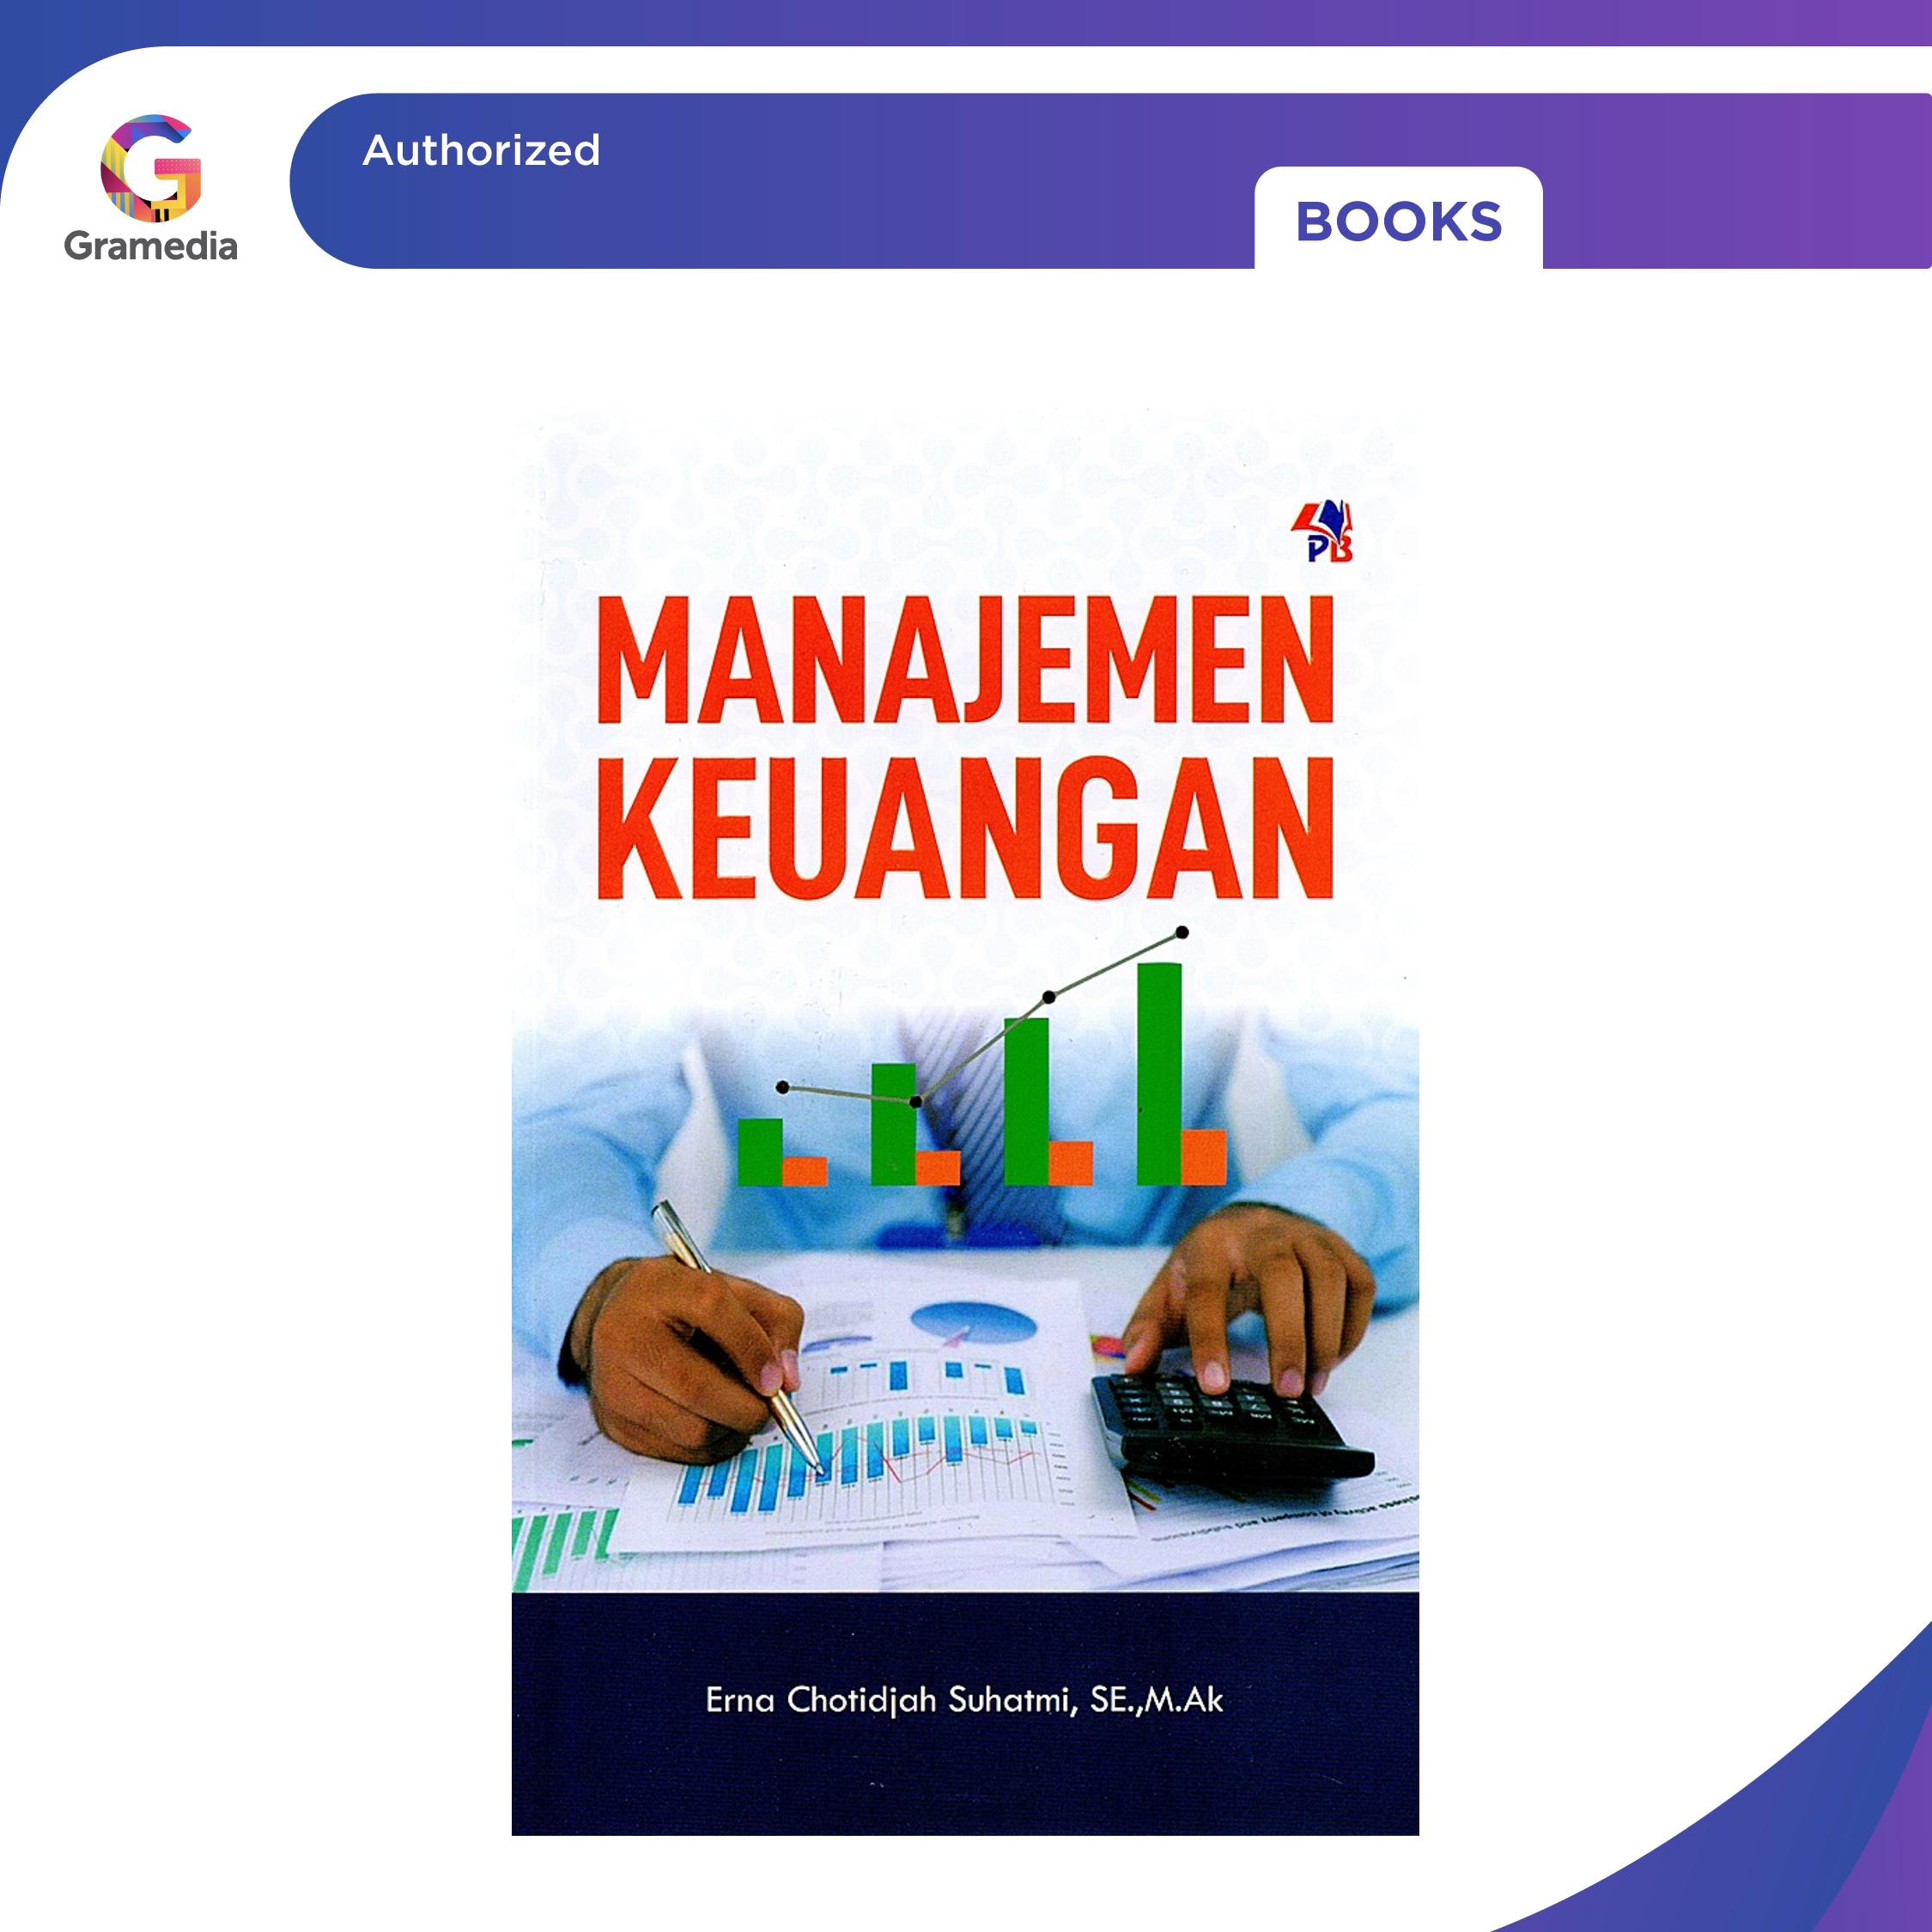 Authorized
Gramedia
BOOKS
PB
MANAJEMEN
KEUANGAN
Erna Chotidjah Suhatmi, SE.,M.Ak